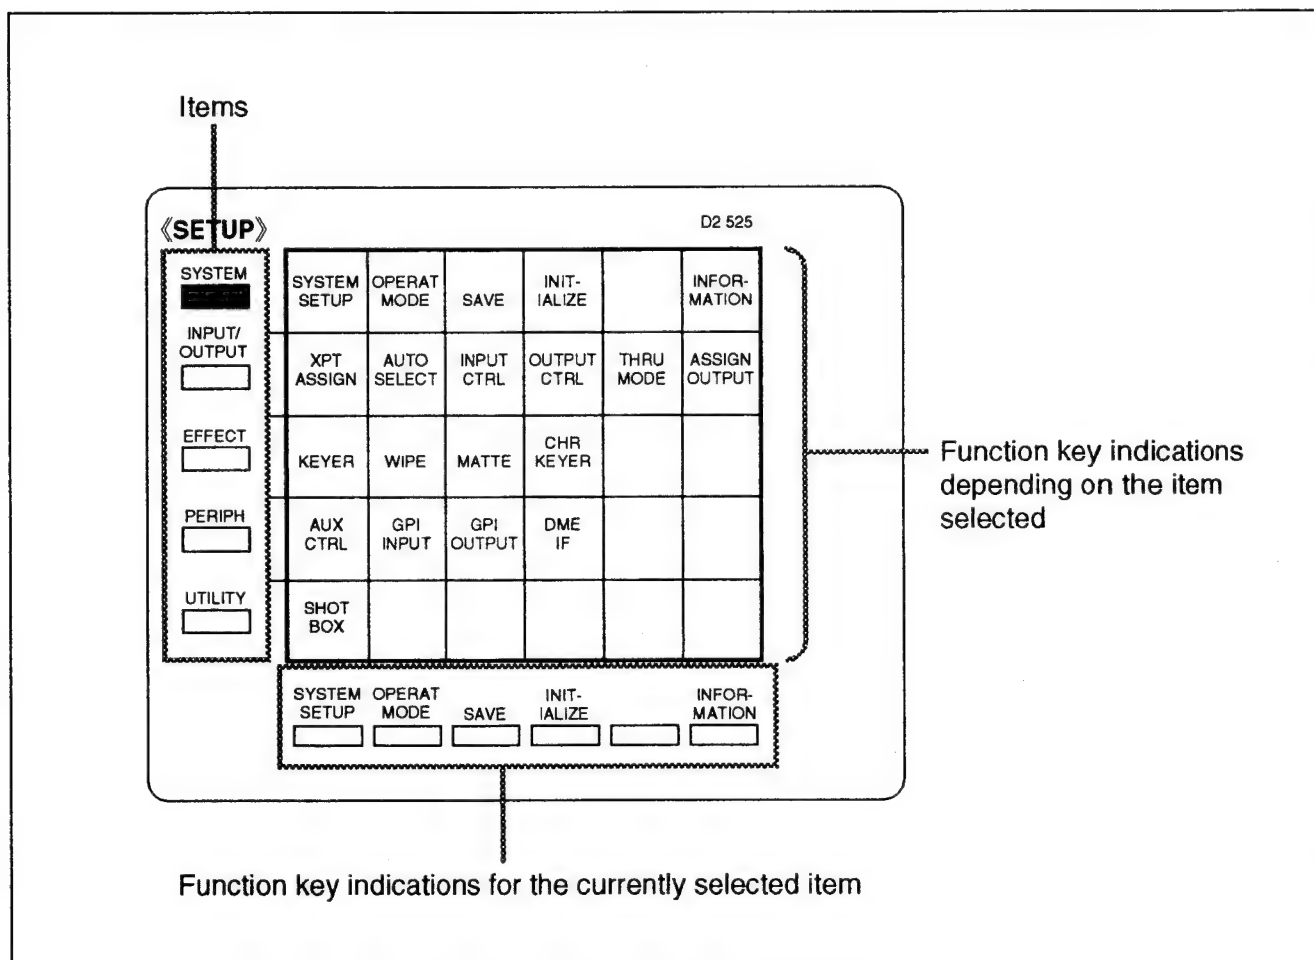 Items
《SETUP》
D2 525
SYSTEM
SYSTEM SETUP
OPERAT MODE
SAVE
INIT- IALIZE
INFOR- MATION
INPUT/ OUTPUT
XPT ASSIGN
AUTO SELECT
INPUT CTRL
OUTPUT CTRL
THRU MODE
ASSIGN OUTPUT
EFFECT
KEYER
WIPE
MATTE
CHR KEYER
PERIPH
AUX CTRL
GPI INPUT
GPI OUTPUT
DME IF
UTILITY
SHOT BOX
Function key indications
depending on the item
selected
SYSTEM SETUP
OPERAT MODE
SAVE
INIT- IALIZE
INFOR- MATION
Function key indications for the currently selected item